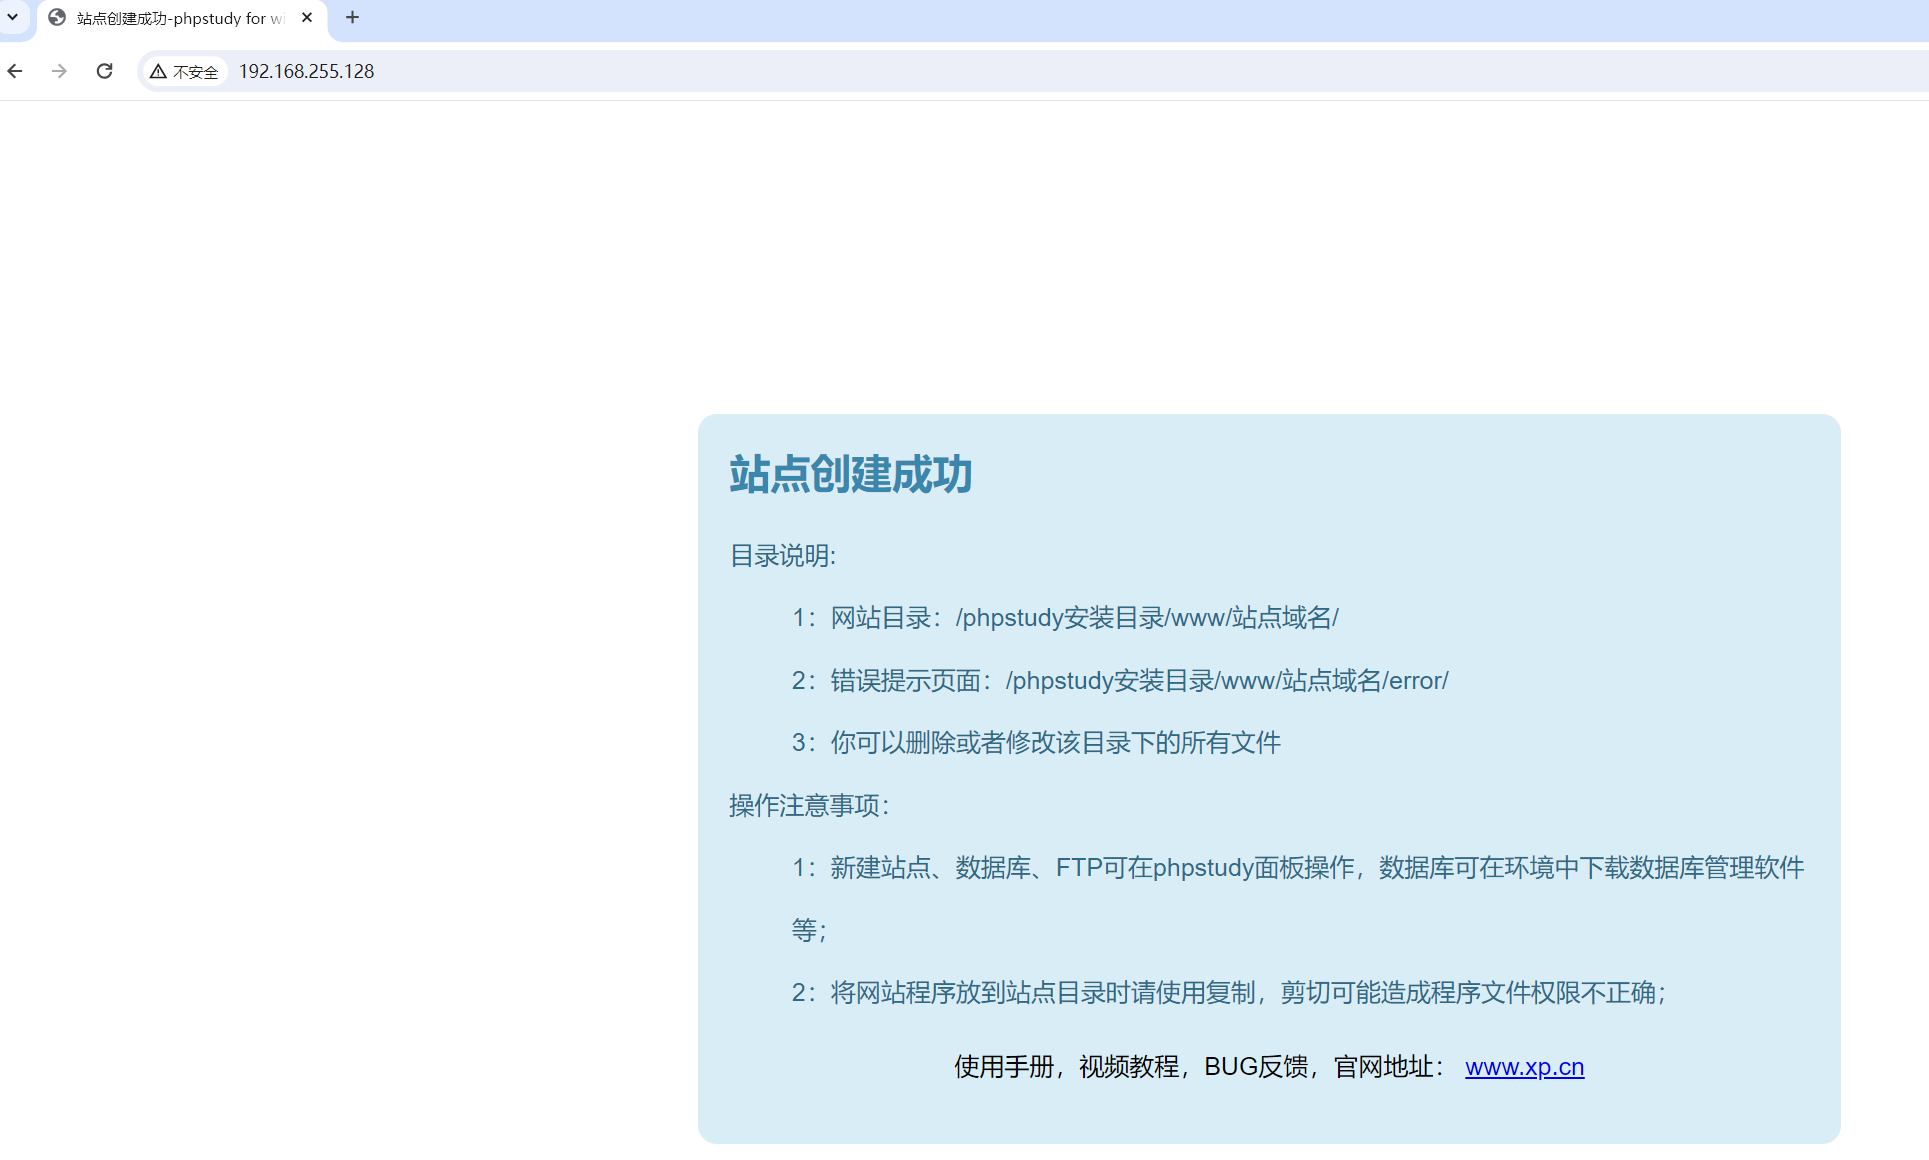 站点创建成功-phpstudy for wi
不安全 192.168.255.128
站点创建成功
目录说明:
1：网站目录：/phpstudy安装目录/www/站点域名/
2：错误提示页面：/phpstudy安装目录/www/站点域名/error/
3：你可以删除或者修改该目录下的所有文件
操作注意事项：
1：新建站点、数据库、FTP可在phpstudy面板操作，数据库可在环境中下载数据库管理软件
等；
2：将网站程序放到站点目录时请使用复制，剪切可能造成程序文件权限不正确；
使用手册，视频教程，BUG反馈，官网地址： www.xp.cn